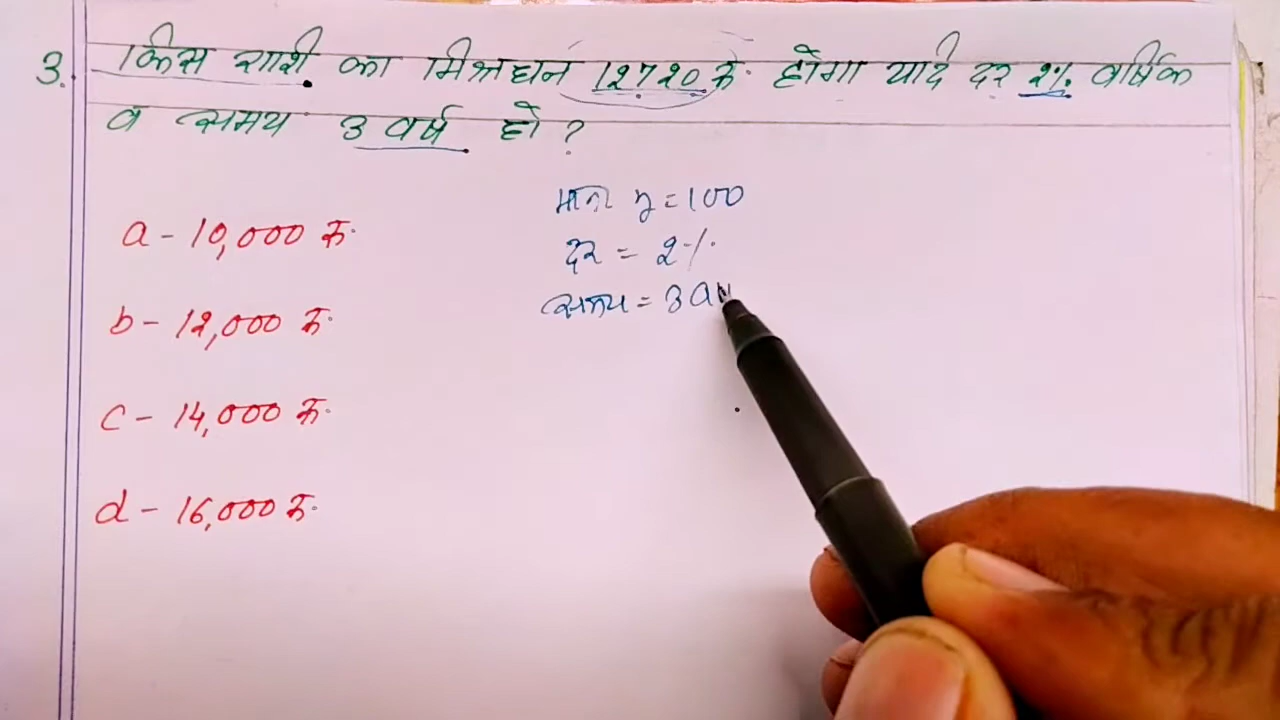 3. किस राशी का मिश्रधन 12720 रु. होगा यदि दर 2% वर्षिक
व समय 3 वर्ष हो ?
माना मू = 100
a - 10,000 रु.
दर = 2%
समय = 3 व
b - 12,000 रु.
c - 14,000 रु.
d - 16,000 रु.